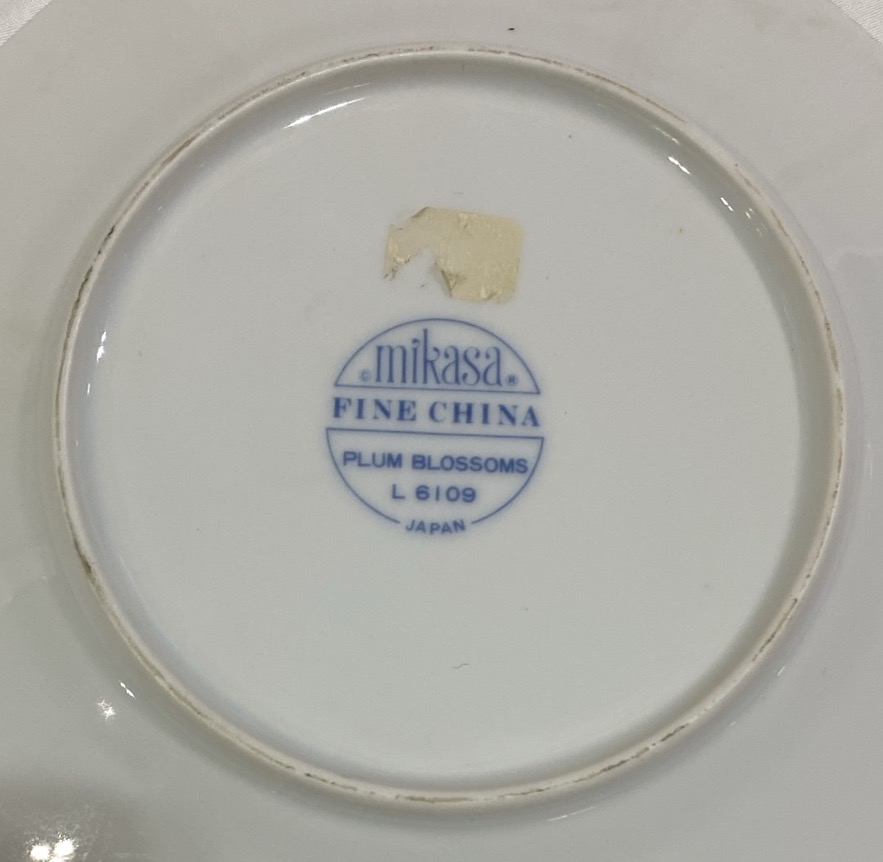 © mikasa ®
FINE CHINA
PLUM BLOSSOMS
L 6109
JAPAN